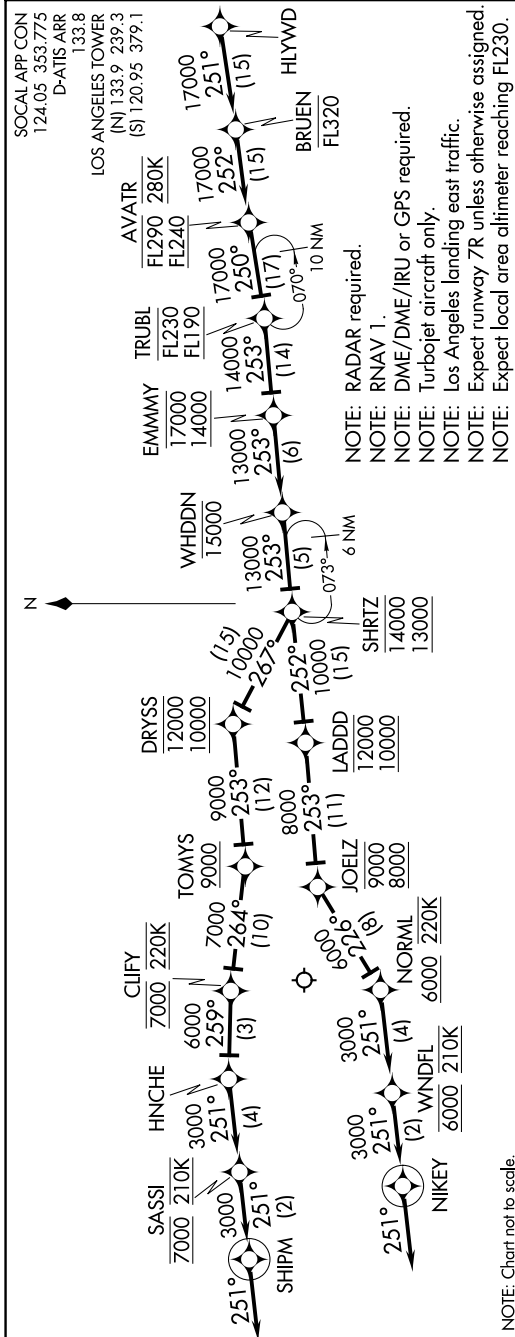 SOCAL APP CON
124.05 353.775
D-ATIS ARR
133.8
LOS ANGELES TOWER
(N) 133.9 239.3
(S) 120.95 379.1
N
HLYWD
17000
251°
(15)
BRUEN
FL320
17000
252°
(15)
AVATR
FL290 280K
FL240
17000
250°
(17)
070°
10 NM
TRUBL
FL230
FL190
14000
253°
(14)
EMMMY
17000
14000
13000
253°
(6)
WHDDN
15000
13000
253°
(5)
073°
6 NM
SHRTZ
14000
13000
(15)
10000
267°
DRYSS
12000
10000
9000
253°
(12)
TOMYS
9000
7000
264°
(10)
CLIFY
7000 220K
6000
259°
(3)
HNCHE
3000
251°
(4)
SASSI
7000 210K
3000
251°
(2)
SHIPM
251°
252°
10000
(15)
LADDD
12000
10000
8000
253°
(11)
JOELZ
9000
8000
6000
226°
(8)
NORML
6000 220K
3000
251°
(4)
WNDFL
6000 210K
3000
251°
(2)
NIKEY
251°
NOTE: RADAR required.
NOTE: RNAV 1.
NOTE: DME/DME/IRU or GPS required.
NOTE: Turbojet aircraft only.
NOTE: Los Angeles landing east traffic.
NOTE: Expect runway 7R unless otherwise assigned.
NOTE: Expect local area altimeter reaching FL230.
NOTE: Chart not to scale.